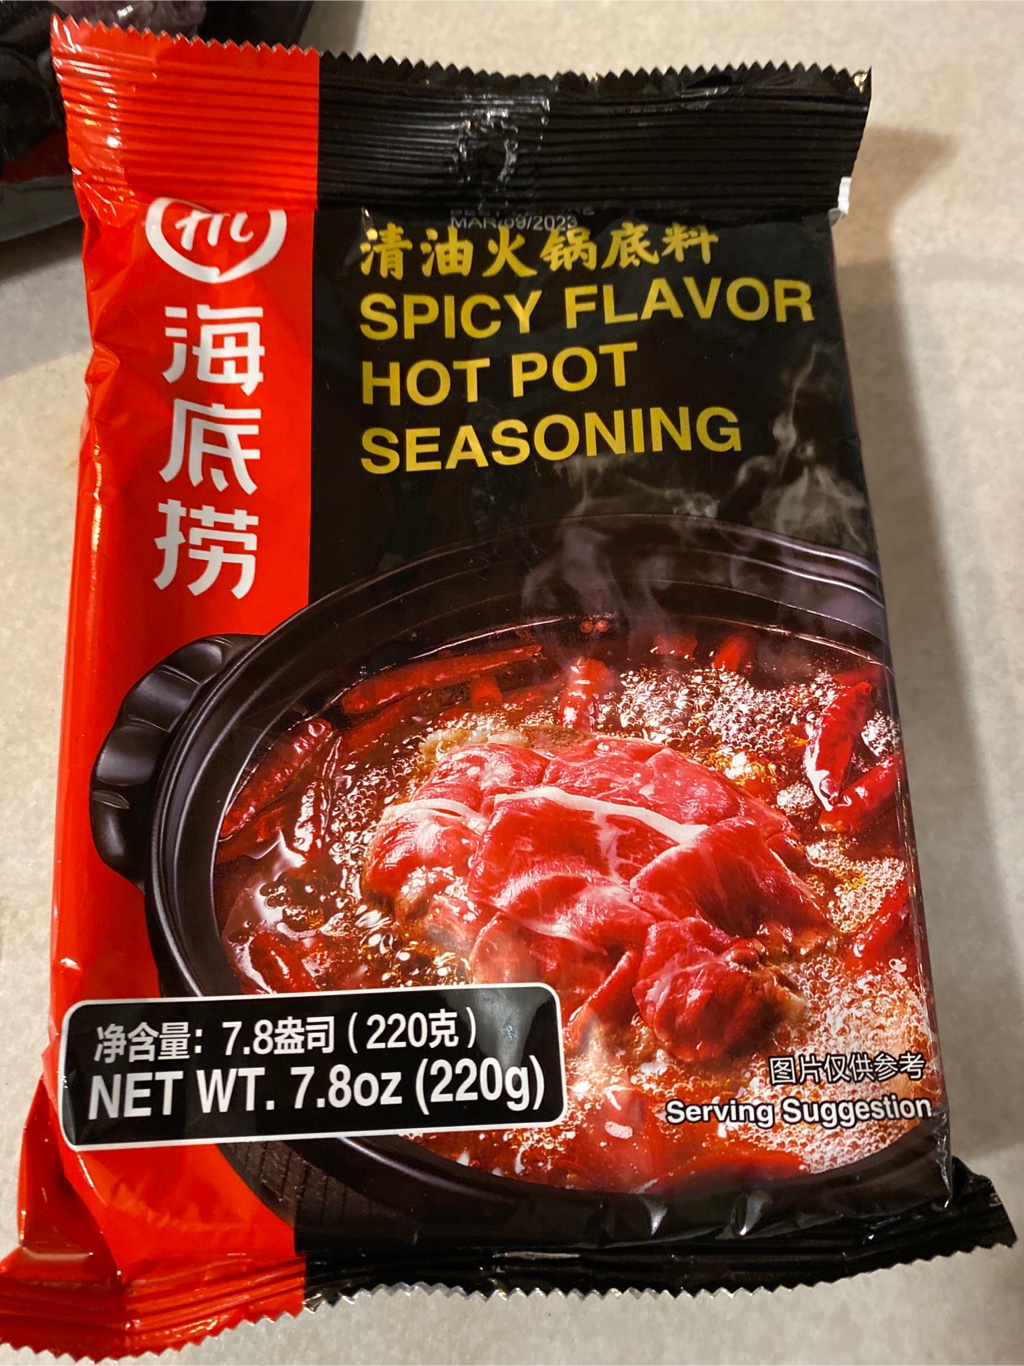 MAR/09/2023
Hi
海底捞
清油火锅底料
SPICY FLAVOR
HOT POT
SEASONING
净含量：7.8盎司（220克）
NET WT. 7.8oz (220g)
图片仅供参考
Serving Suggestion